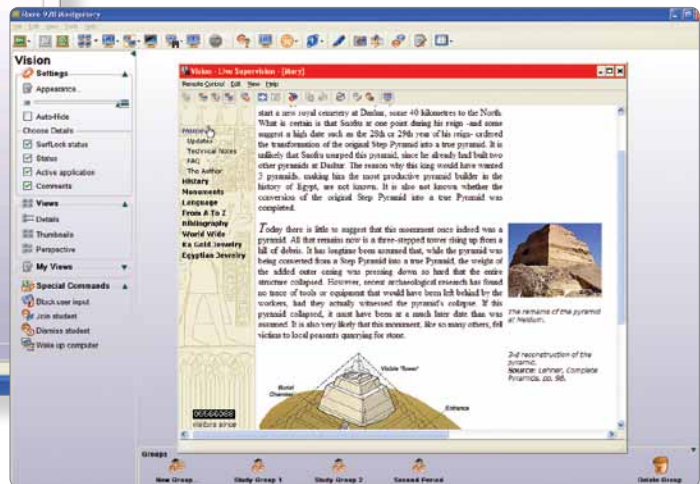 Vision
Settings
Appearance...
Auto-Hide
Choose Details
SurfLock status
Status
Active application
Comments
Views
Details
Thumbnails
Perspective
My Views
Special Commands
Block user input
Join student
Dismiss student
Wake up computer
Vision - Live Supervision - [Mary]
Remote Control Edit View Help
Updates
Technical Notes
FAQ
The Author
History
Monuments
Language
From A To Z
Bibliography
World Wide
Ka Gold Jewelry
Egyptian Jewelry
visitors since
start a new royal cemetery at Dashur, some 40 kilometres to the North.
What is certain is that Snofru at one point during his reign -and some
suggest a high date such as the 28th or 29th year of his reign- ordered
the transformation of the original Step Pyramid into a true pyramid. It is
unlikely that Snofru usurped this pyramid, since he already had built two
other pyramids at Dashur. The reason why this king would have wanted
3 pyramids, making him the most productive pyramid builder in the
history of Egypt, are not known. It is also not known whether the
conversion of the original Step Pyramid into a true Pyramid was
completed.
Today there is little to suggest that this monument once indeed was a
pyramid. All that remains now is a three-stepped tower rising up from a
hill of debris. It has longtime been assumed that, while the pyramid was
being converted from a Step Pyramid into a true Pyramid, the weight of
the added outer casing was pressing down so hard that the entire
structure collapsed. However, recent archaeological research has found
no trace of tools or equipment that would have been left behind by the
workers, had they actually witnessed the pyramid's collapse. If this
pyramid collapsed, it must have been at a much later date than was
assumed. It is also very likely that this monument, like so many others, fell
victims to local peasants quarrying for stone.
the remains of the pyramid
at Meidum.
3-d reconstruction of the
pyramid.
Source: Lehner, Complete
Pyramids, pp. 98.
Visible 'Tower'
Burial
Chamber
Entrance
Groups
New Group...
Study Group 1
Study Group 2
Second Period
Delete Group